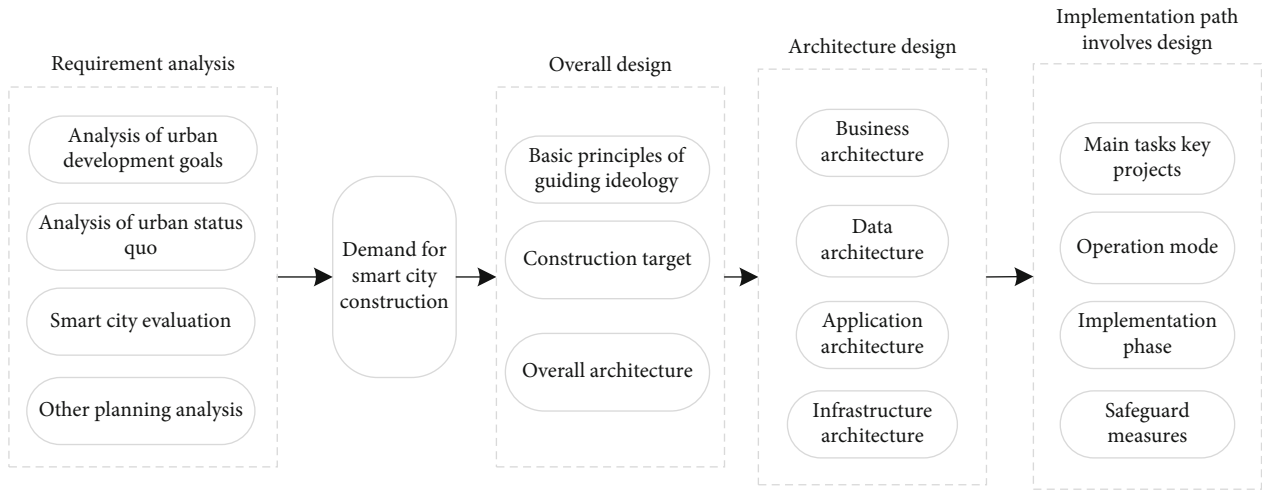 Requirement analysis
Analysis of urban
development goals
Analysis of urban status
quo
Smart city evaluation
Other planning analysis
Demand for
smart city
construction
Overall design
Basic principles of
guiding ideology
Construction target
Overall architecture
Architecture design
Business
architecture
Data
architecture
Application
architecture
Infrastructure
architecture
Implementation path
involves design
Main tasks key
projects
Operation mode
Implementation
phase
Safeguard
measures